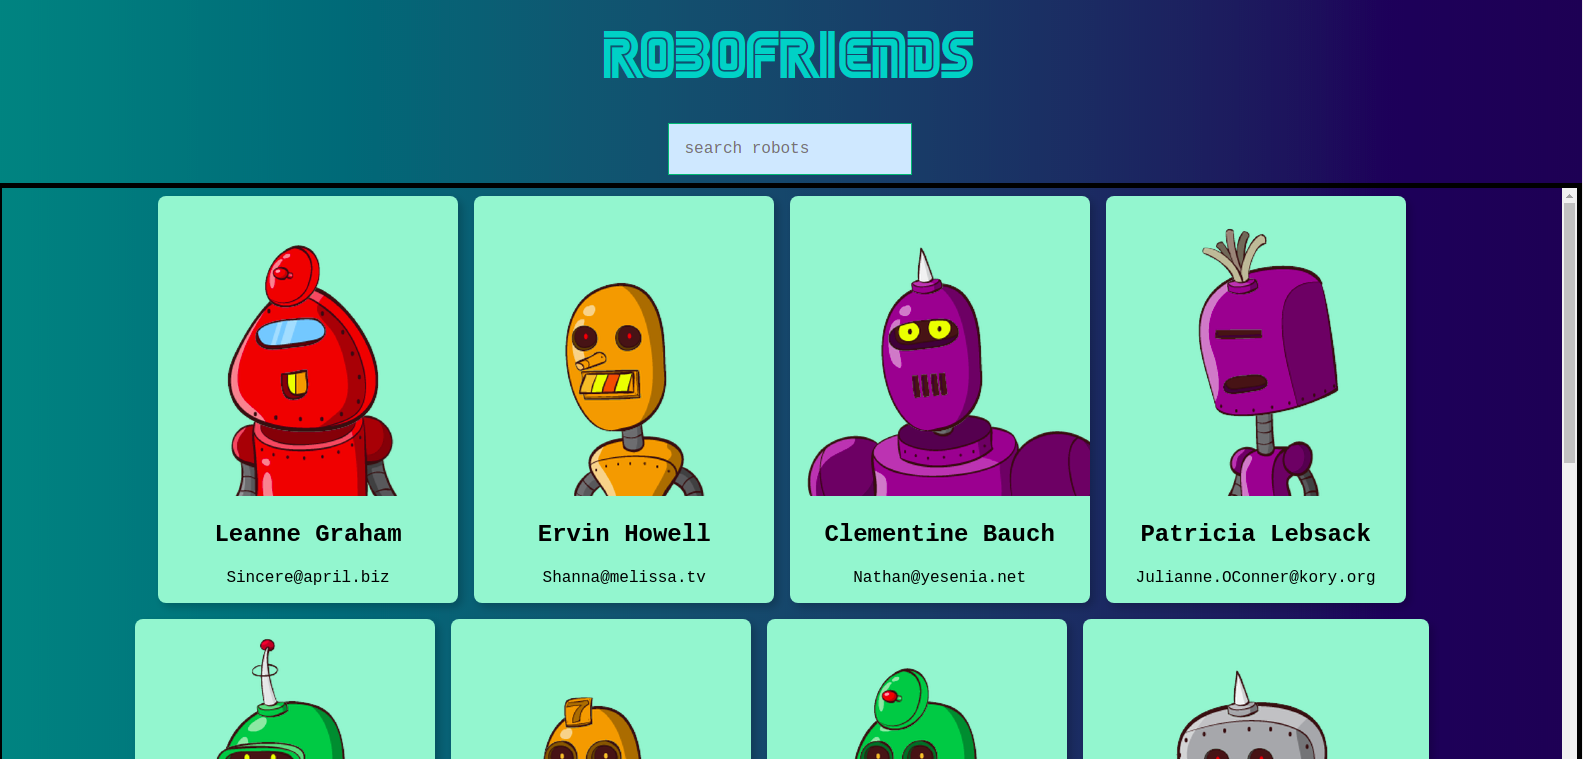 ROBOFRIENDS
search robots
Leanne Graham
Ervin Howell
Clementine Bauch
Patricia Lebsack
Sincere@april.biz
Shanna@melissa.tv
Nathan@yesenia.net
Julianne.OConner@kory.org
7